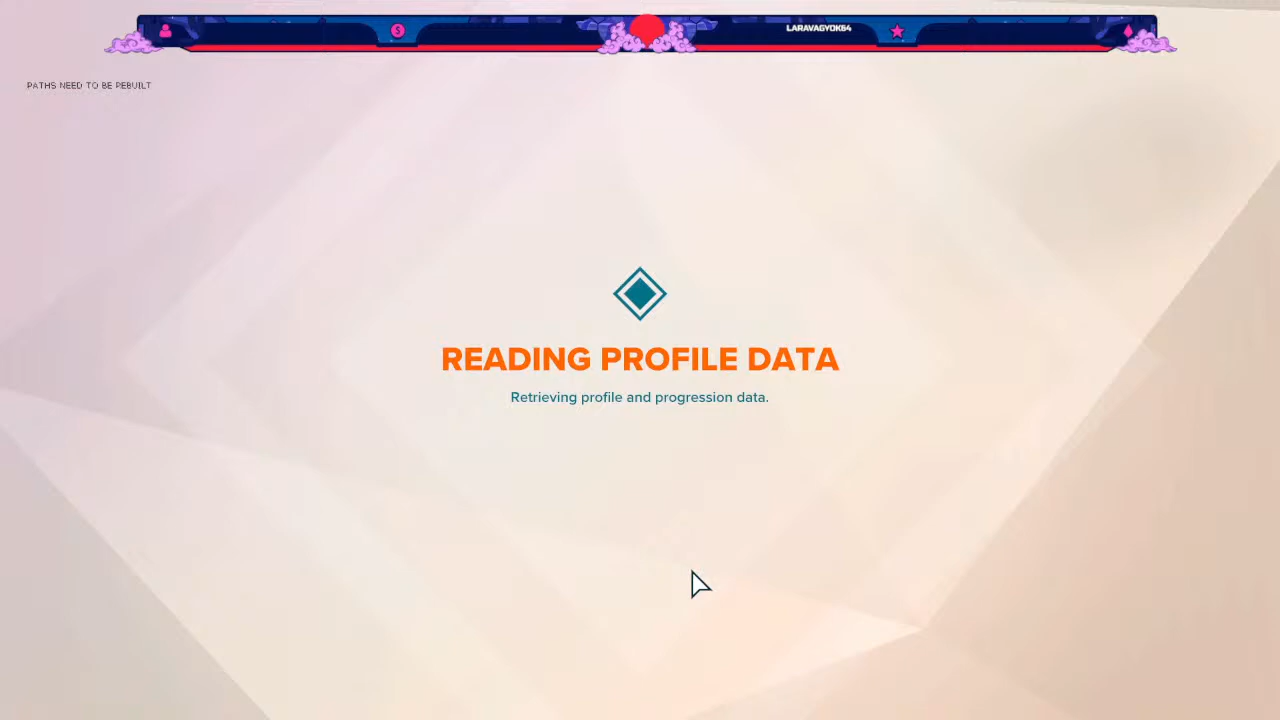 LARAVAGYOK64
PATHS NEED TO BE REBUILT
READING PROFILE DATA
Retrieving profile and progression data.